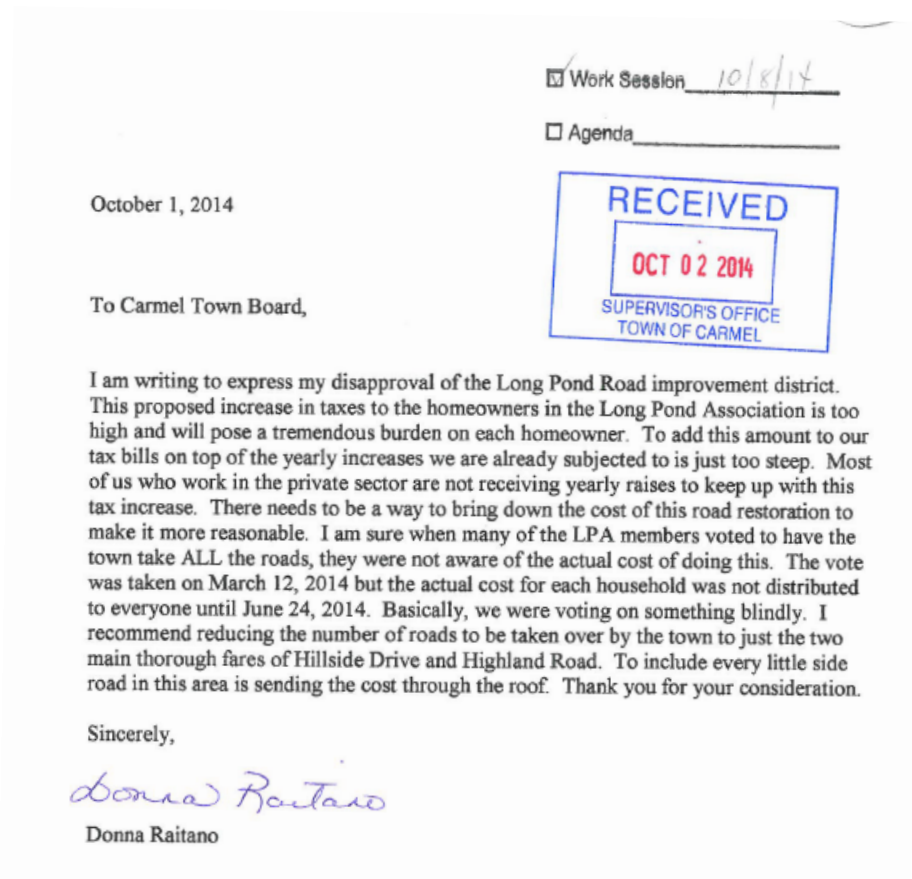 Work Session 10/8/14
Agenda
October 1, 2014
RECEIVED
OCT 02 2014
SUPERVISOR'S OFFICE
TOWN OF CARMEL
To Carmel Town Board,
I am writing to express my disapproval of the Long Pond Road improvement district.
This proposed increase in taxes to the homeowners in the Long Pond Association is too
high and will pose a tremendous burden on each homeowner. To add this amount to our
tax bills on top of the yearly increases we are already subjected to is just too steep. Most
of us who work in the private sector are not receiving yearly raises to keep up with this
tax increase. There needs to be a way to bring down the cost of this road restoration to
make it more reasonable. I am sure when many of the LPA members voted to have the
town take ALL the roads, they were not aware of the actual cost of doing this. The vote
was taken on March 12, 2014 but the actual cost for each household was not distributed
to everyone until June 24, 2014. Basically, we were voting on something blindly. I
recommend reducing the number of roads to be taken over by the town to just the two
main thorough fares of Hillside Drive and Highland Road. To include every little side
road in this area is sending the cost through the roof. Thank you for your consideration.
Sincerely,
Donna Raitano
Donna Raitano